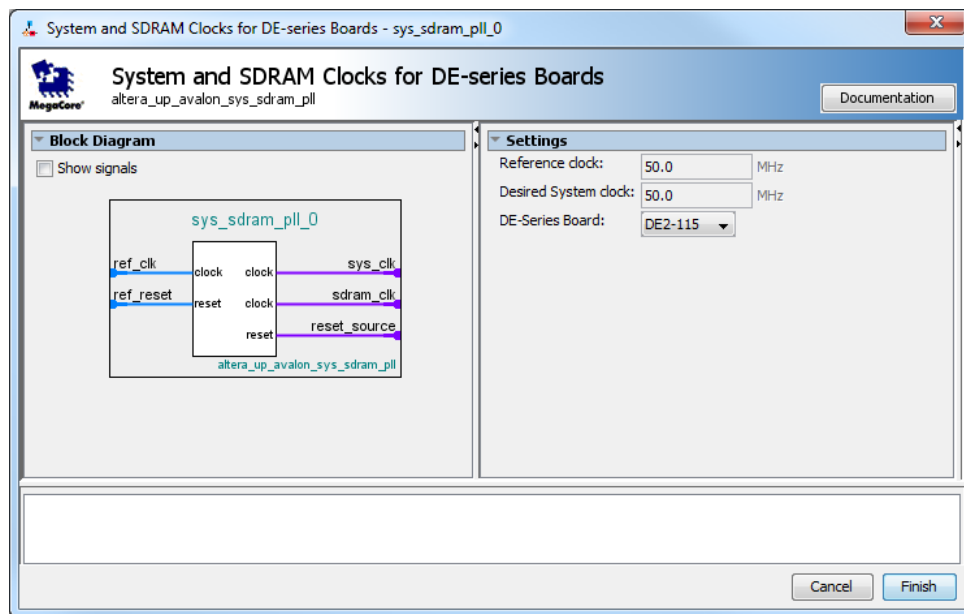 System and SDRAM Clocks for DE-series Boards - sys_sdram_pll_0
System and SDRAM Clocks for DE-series Boards
altera_up_avalon_sys_sdram_pll
MegaCore®
Documentation
Block Diagram
Show signals
sys_sdram_pll_0
ref_clk clock clock sys_clk
ref_reset reset clock sdram_clk
reset reset_source
altera_up_avalon_sys_sdram_pll
Settings
Reference clock: 50.0 MHz
Desired System clock: 50.0 MHz
DE-Series Board: DE2-115
Cancel Finish